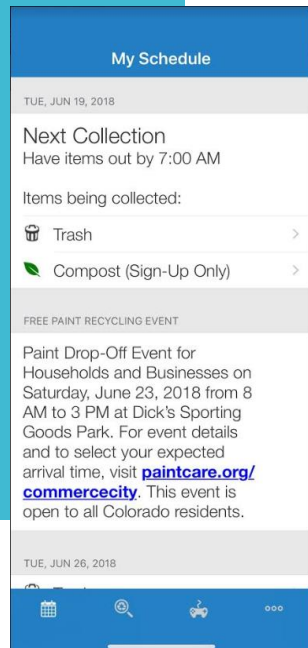 My Schedule
TUE, JUN 19, 2018
Next Collection
Have items out by 7:00 AM
Items being collected:
Trash
Compost (Sign-Up Only)
FREE PAINT RECYCLING EVENT
Paint Drop-Off Event for
Households and Businesses on
Saturday, June 23, 2018 from 8
AM to 3 PM at Dick's Sporting
Goods Park. For event details
and to select your expected
arrival time, visit paintcare.org/
commercecity. This event is
open to all Colorado residents.
TUE, JUN 26, 2018